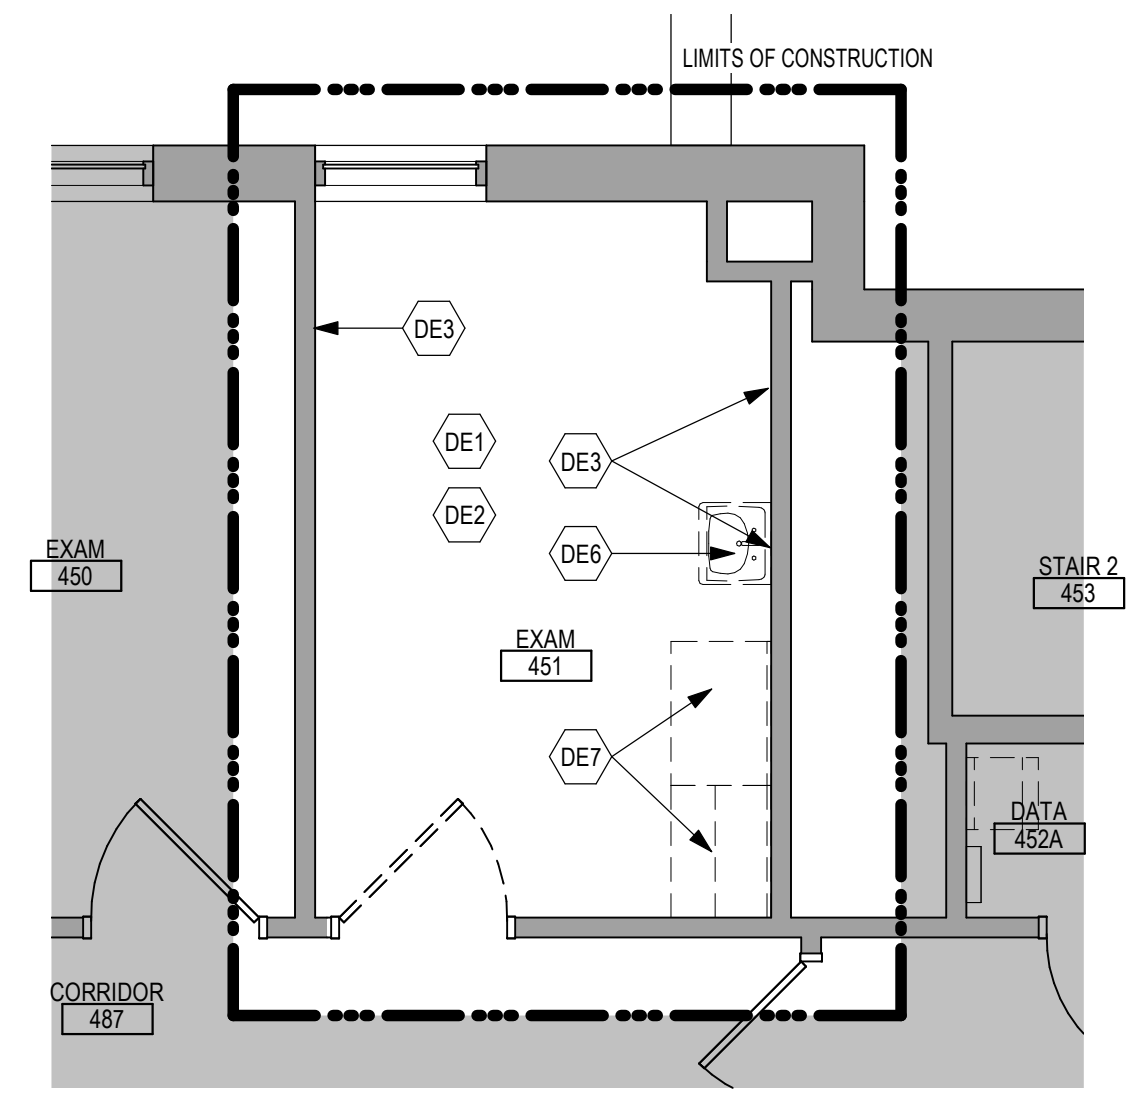 LIMITS OF CONSTRUCTION
DE3
DE1
DE3
DE2
DE6
EXAM
450
STAIR 2
453
EXAM
451
DE7
DATA
452A
CORRIDOR
487